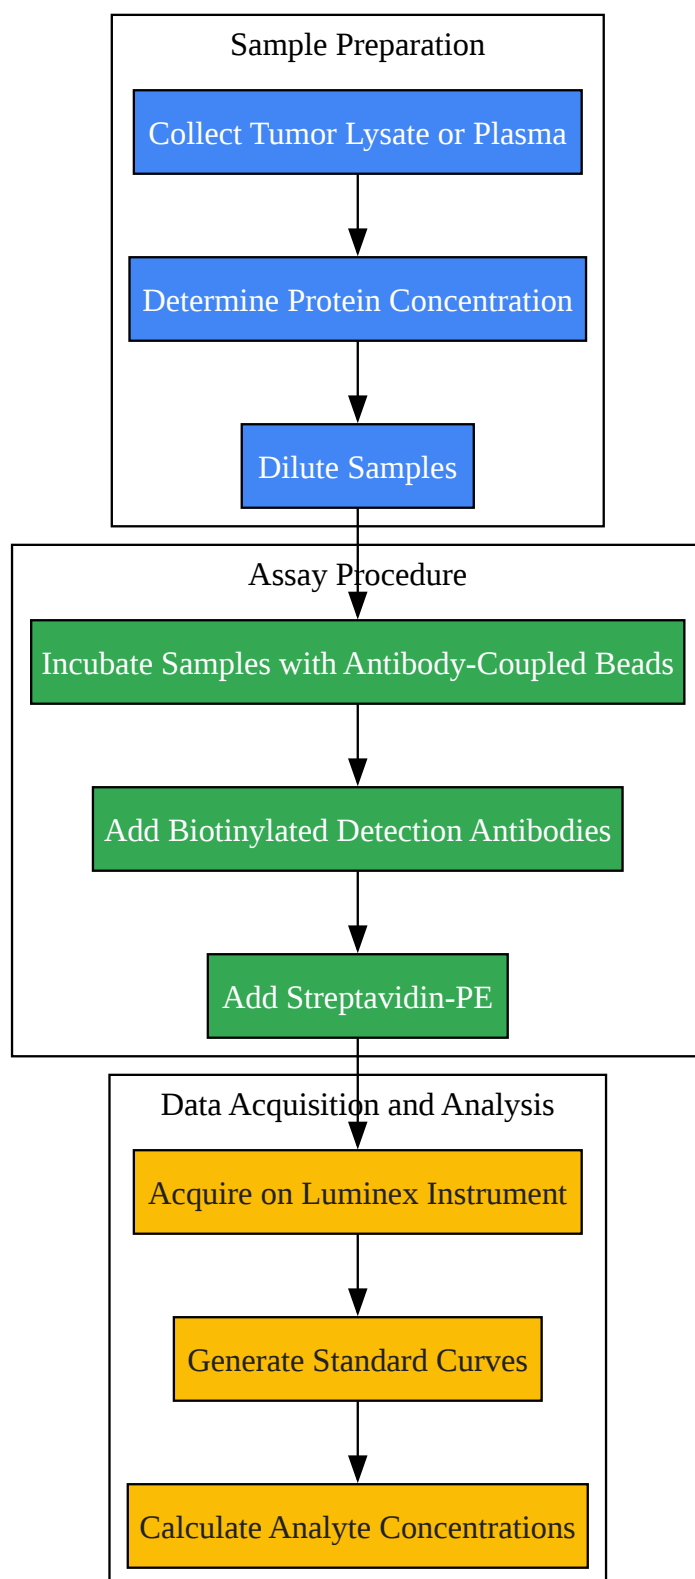 Sample Preparation
Collect Tumor Lysate or Plasma
Determine Protein Concentration
Dilute Samples
Assay Procedure
Incubate Samples with Antibody-Coupled Beads
Add Biotinylated Detection Antibodies
Add Streptavidin-PE
Data Acquisition and Analysis
Acquire on Luminex Instrument
Generate Standard Curves
Calculate Analyte Concentrations